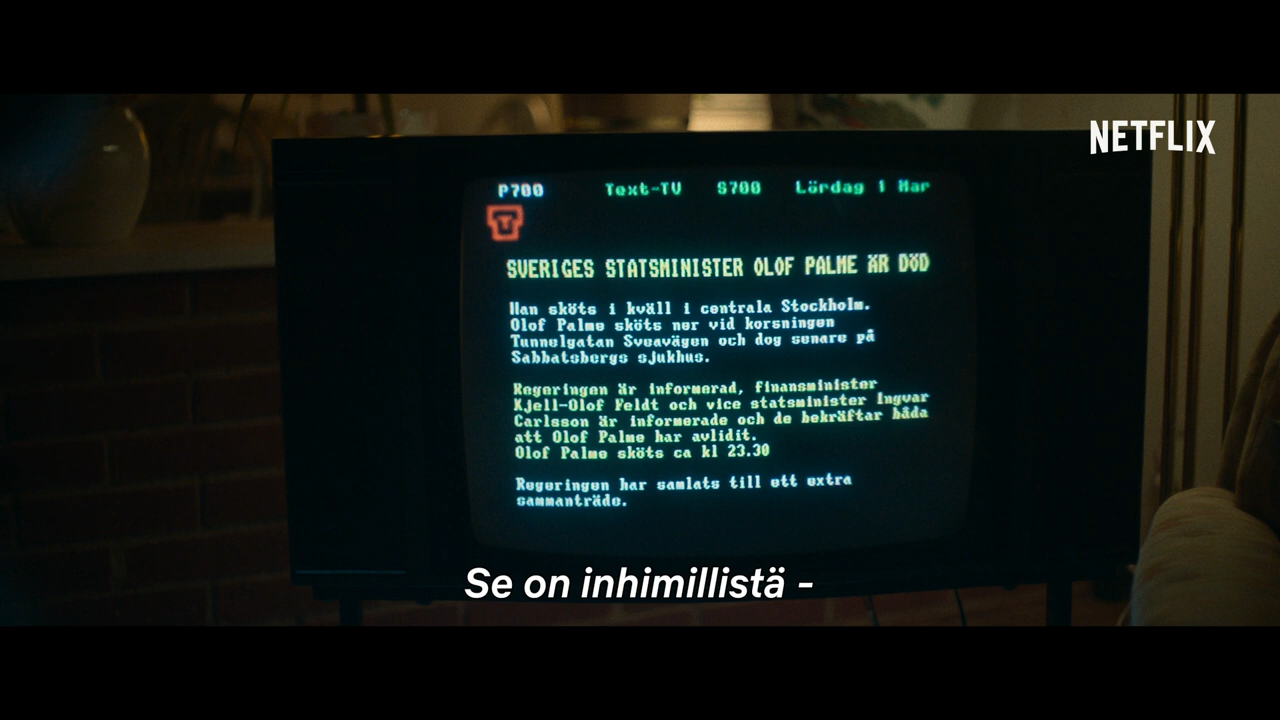 NETFLIX
P700 Text-TV S700 Lördag 1 Mar
T
SVERIGES STATSMINISTER OLOF PALME ÄR DÖD
Han sköts i kväll i centrala Stockholm.
Olof Palme sköts ner vid korsningen
Tunnelgatan Sveavägen och dog senare på
Sabbatsbergs sjukhus.
Regeringen är informerad, finansminister
Kjell-Olof Feldt och vice statsminister Ingvar
Carlsson är informerade och de bekräftar båda
att Olof Palme har avlidit.
Olof Palme sköts ca kl 23.30
Regeringen har samlats till ett extra
sammanträde.
Se on inhimillistä -